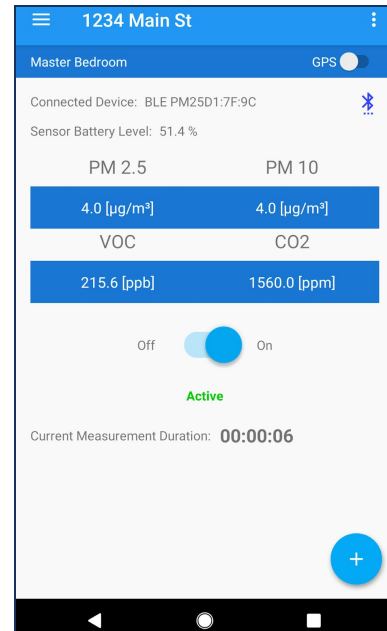 1234 Main St
Master Bedroom GPS
Connected Device: BLE PM25D1:7F:9C
Sensor Battery Level: 51.4 %
PM 2.5 PM 10
4.0 [µg/m³] 4.0 [µg/m³]
VOC CO2
215.6 [ppb] 1560.0 [ppm]
Off On
Active
Current Measurement Duration: 00:00:06
+